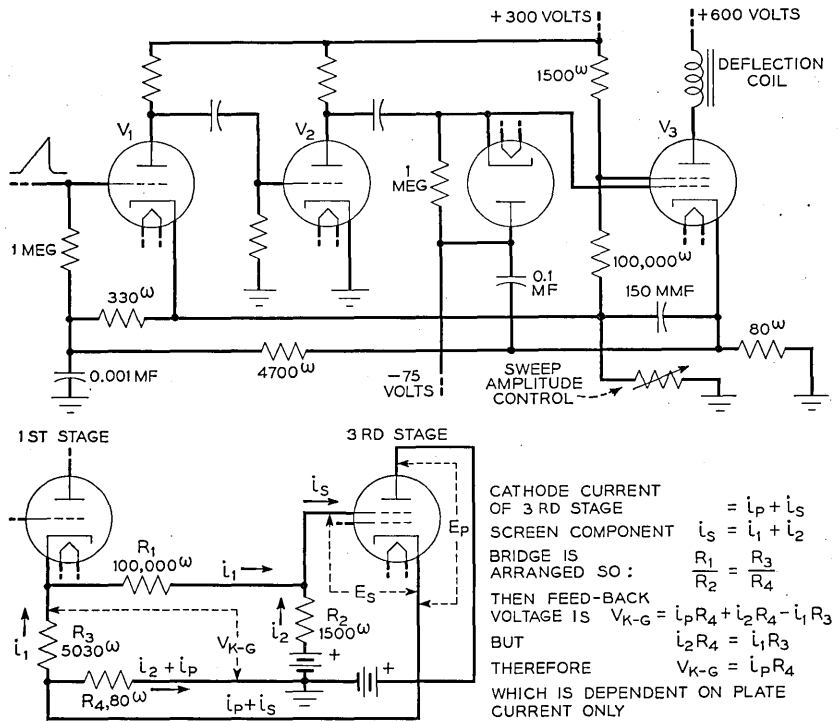 +300 VOLTS
+600 VOLTS
1500ω
DEFLECTION
COIL
V1
V2
V3
1
MEG
1 MEG
100,000ω
0.1
MF
150 MMF
330ω
80ω
0.001 MF
4700ω
-75
VOLTS
SWEEP
AMPLITUDE
CONTROL
1ST STAGE
3RD STAGE
iS
EP
R1
100,000ω
i1
ES
i1
R3
5030ω
VK-G
i2
R2
1500ω
+
+
R4,80ω
i2+iP
iP+iS
CATHODE CURRENT
OF 3RD STAGE = iP+iS
SCREEN COMPONENT iS = i1+i2
BRIDGE IS
ARRANGED SO: R1/R2 = R3/R4
THEN FEED-BACK
VOLTAGE IS VK-G = iPR4+i2R4-i1R3
BUT i2R4 = i1R3
THEREFORE VK-G = iPR4
WHICH IS DEPENDENT ON PLATE
CURRENT ONLY